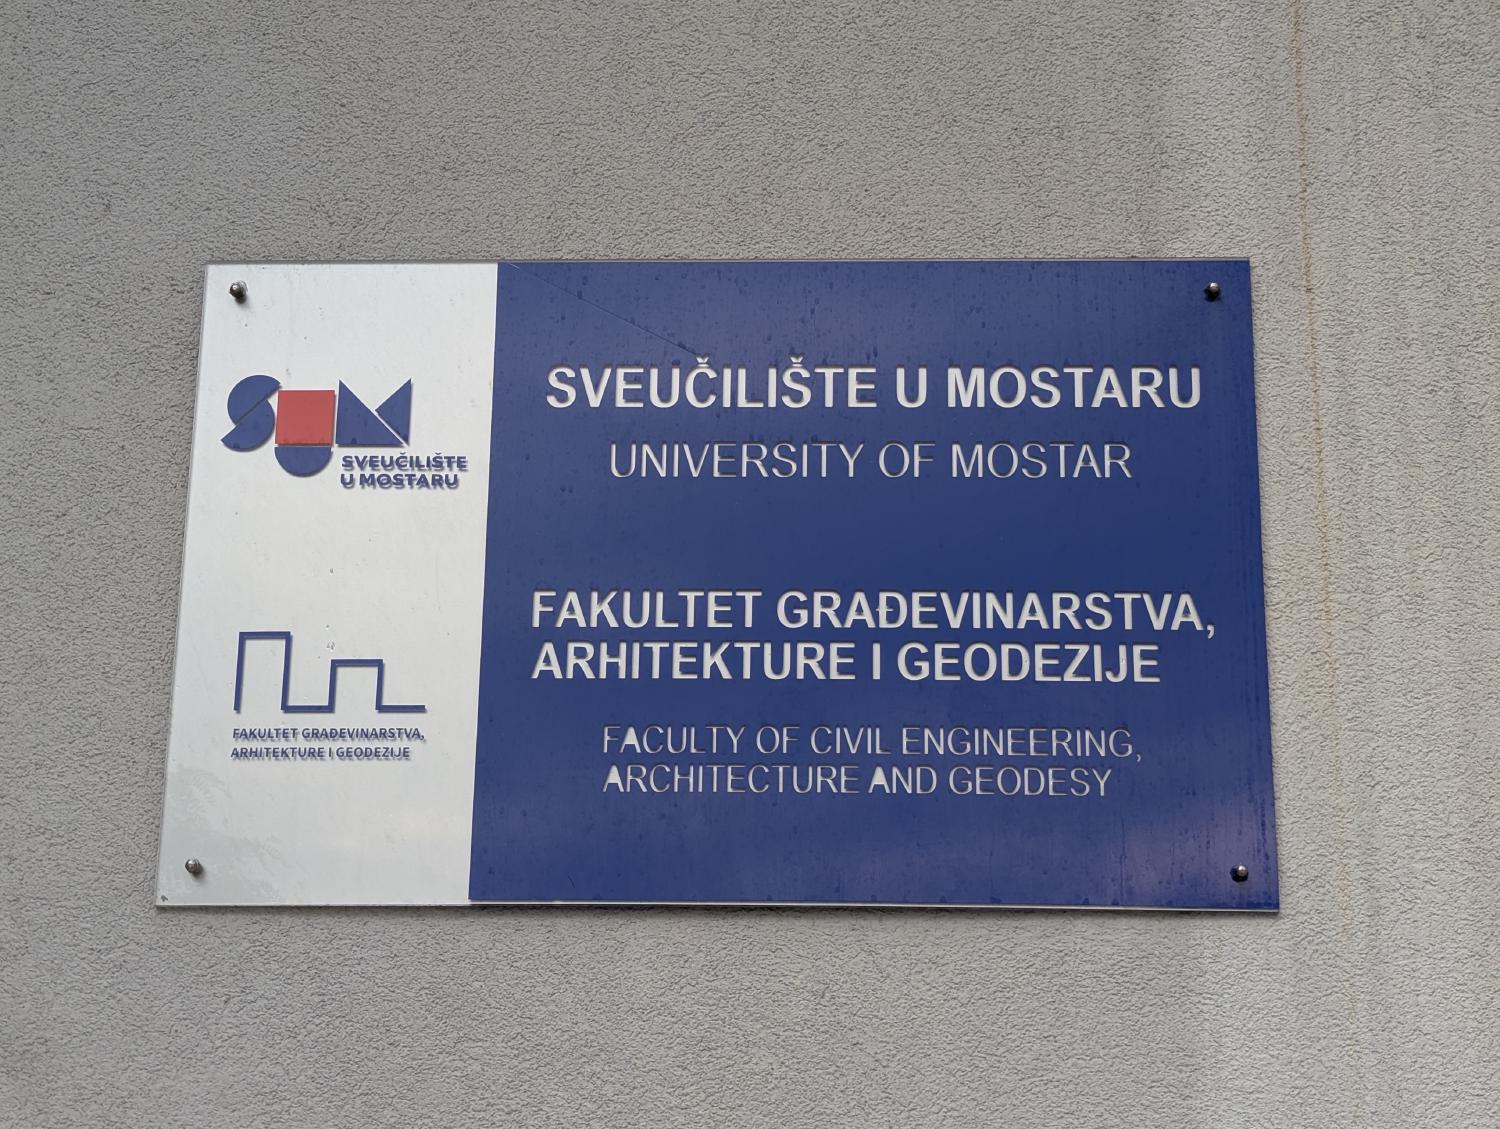 SUM
SVEUČILIŠTE
U MOSTARU
FAKULTET GRAĐEVINARSTVA,
ARHITEKTURE I GEODEZIJE
SVEUČILIŠTE U MOSTARU
UNIVERSITY OF MOSTAR
FAKULTET GRAĐEVINARSTVA,
ARHITEKTURE I GEODEZIJE
FACULTY OF CIVIL ENGINEERING,
ARCHITECTURE AND GEODESY